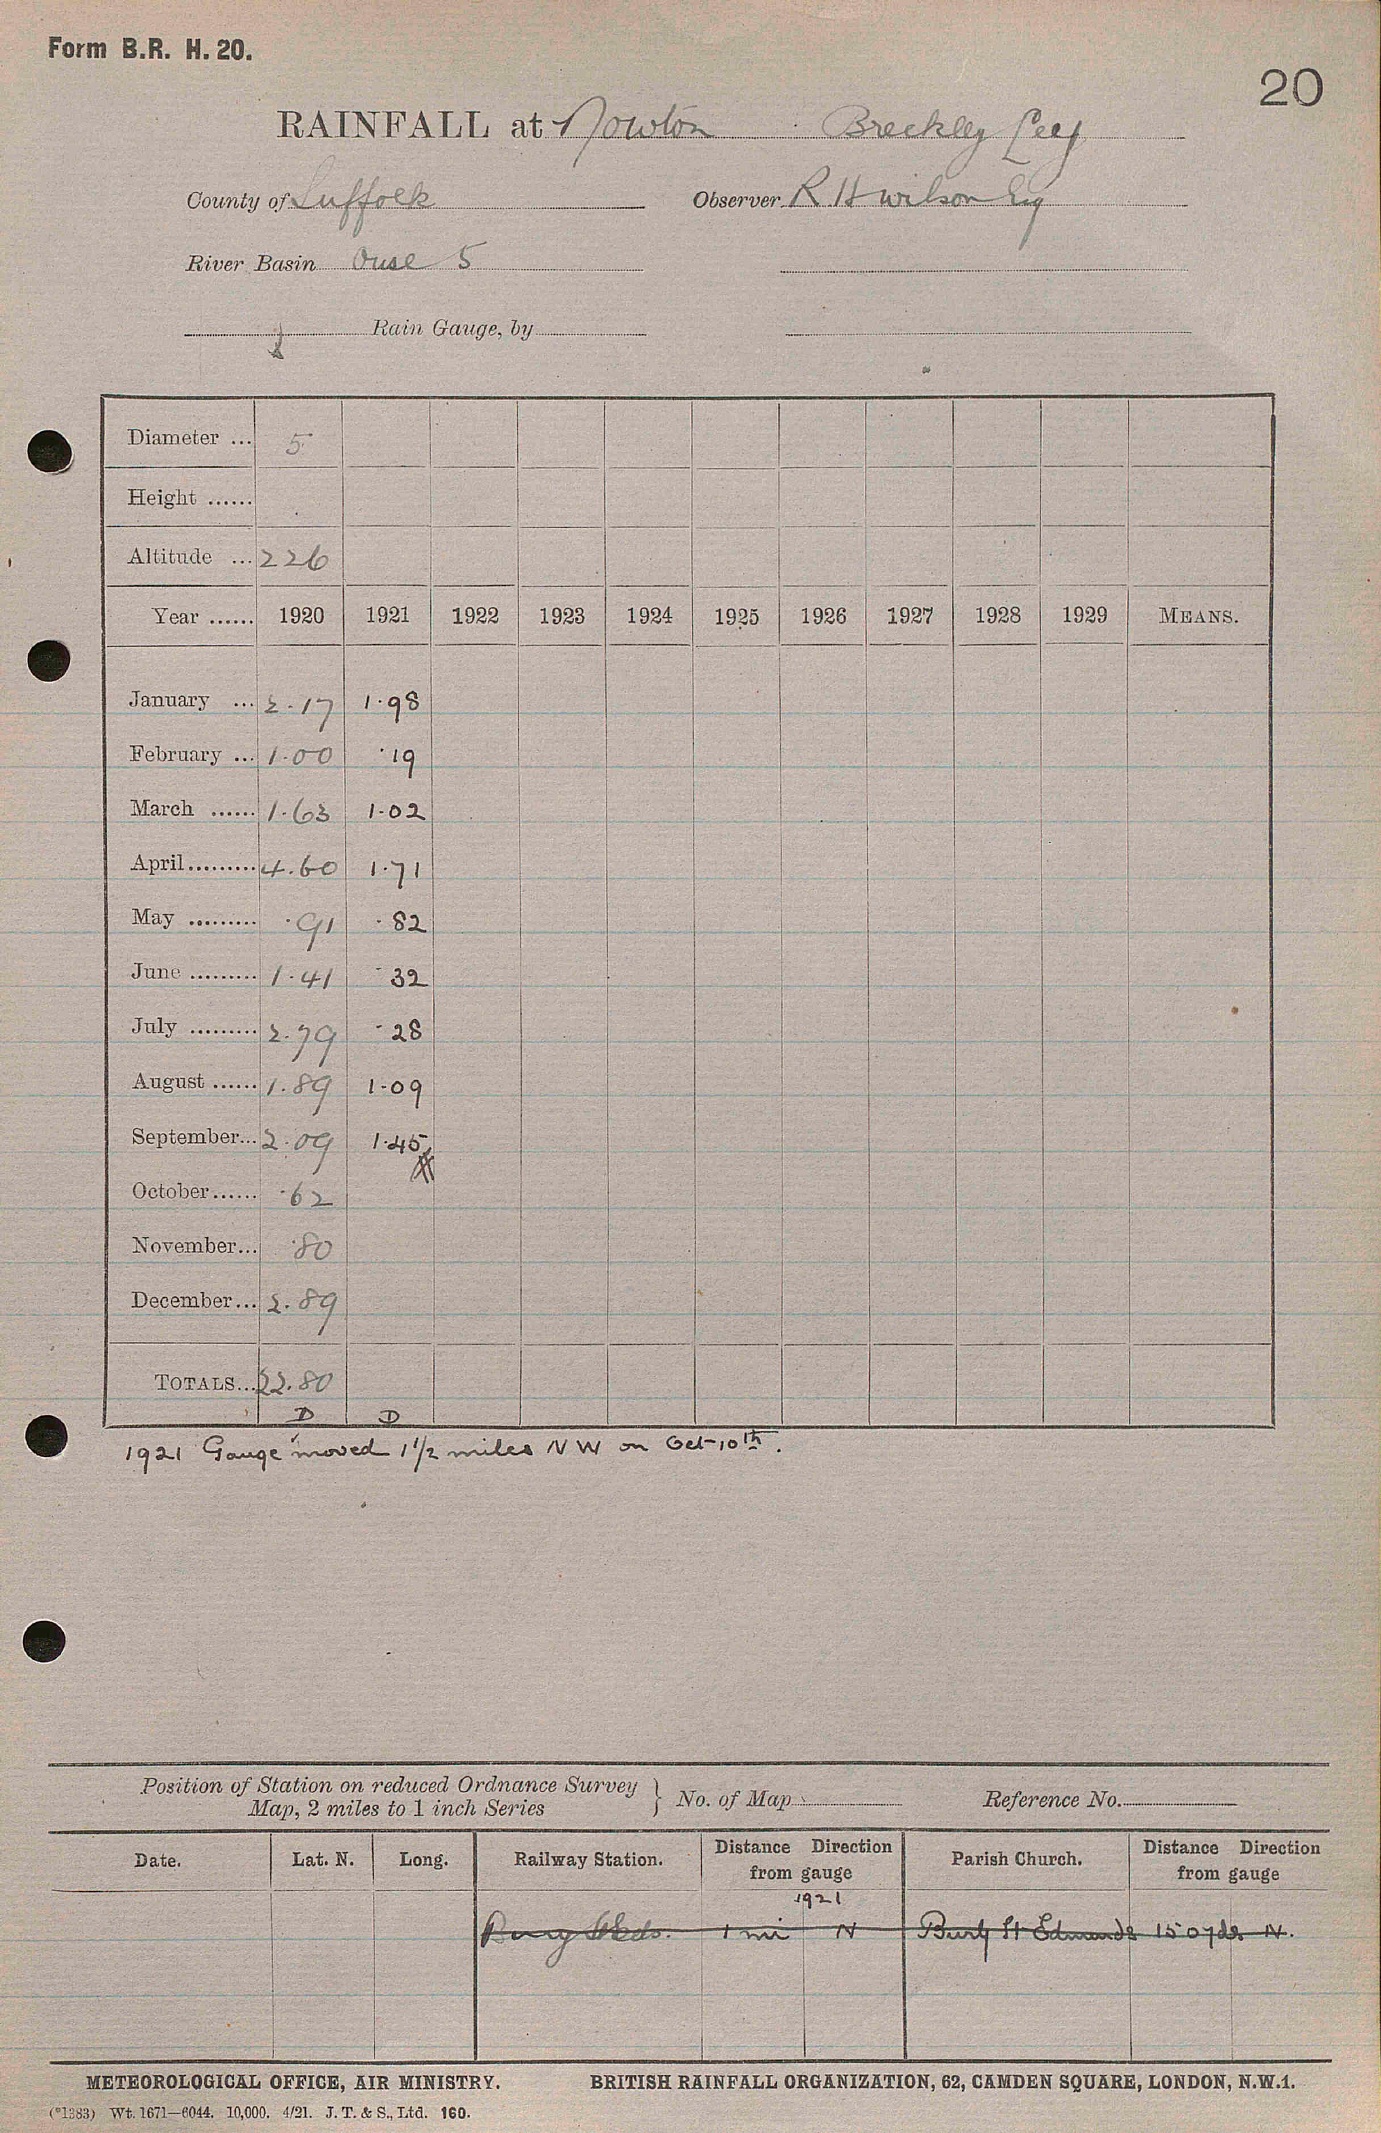 Form B.R. H. 20.
20
RAINFALL at Nowton Breckley Ley
County of Suffolk Observer R H Wilson Esq
River Basin Ouse 5
Rain Gauge, by
Diameter ... 5
Height ......
Altitude ... 226
Year ...... 1920 1921 1922 1923 1924 1925 1926 1927 1928 1929 MEANS.
January ... 2.17 1.98
February ... 1.00 .19
March ...... 1.63 1.02
April......... 4.60 1.71
May ......... .91 .82
June ......... 1.41 .32
July ......... 2.79 .28
August ...... 1.89 1.09
September... 2.09 1.45
October...... .62
November... .80
December... 2.89
TOTALS... 22.80
D D
1921 Gauge moved 1 1/2 miles NW on Oct 10th.
Position of Station on reduced Ordnance Survey
Map, 2 miles to 1 inch Series } No. of Map Reference No.
Date. Lat. N. Long. Railway Station. Distance Direction from gauge Parish Church. Distance Direction from gauge
1921
Bury St Eds. 1 mi N Bury St Edmunds 150 yds N.
METEOROLOGICAL OFFICE, AIR MINISTRY. BRITISH RAINFALL ORGANIZATION, 62, CAMDEN SQUARE, LONDON, N.W.1.
(*1383) Wt. 1671—6044. 10,000. 4/21. J. T. & S., Ltd. 160.